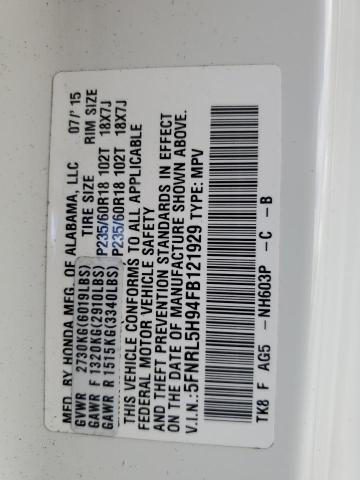 MFD. BY HONDA MFG. OF ALABAMA, LLC 07/'15
GVWR 2730KG(6019LBS) TIRE SIZE RIM SIZE
GAWR F 1320KG(2910LBS) P235/60R18 102T 18X7J
GAWR R 1515KG(3340LBS) P235/60R18 102T 18X7J
THIS VEHICLE CONFORMS TO ALL APPLICABLE
FEDERAL MOTOR VEHICLE SAFETY
AND THEFT PREVENTION STANDARDS IN EFFECT
ON THE DATE OF MANUFACTURE SHOWN ABOVE.
V.I.N.:5FNRL5H94FB121929 TYPE: MPV
TK8 F AG5 -NH603P -C -B